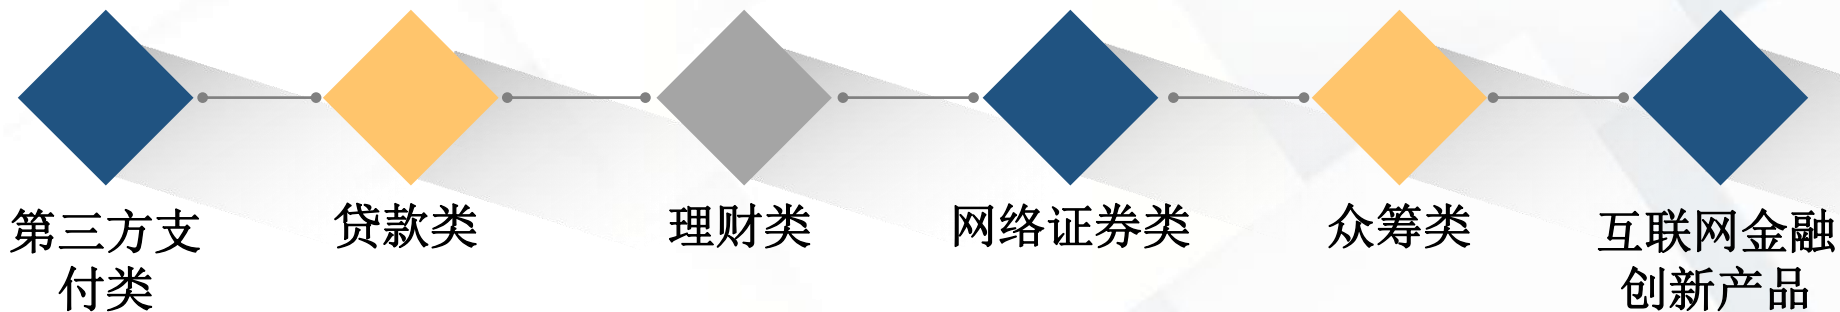 第三方支
付类
贷款类
理财类
网络证券类
众筹类
互联网金融
创新产品